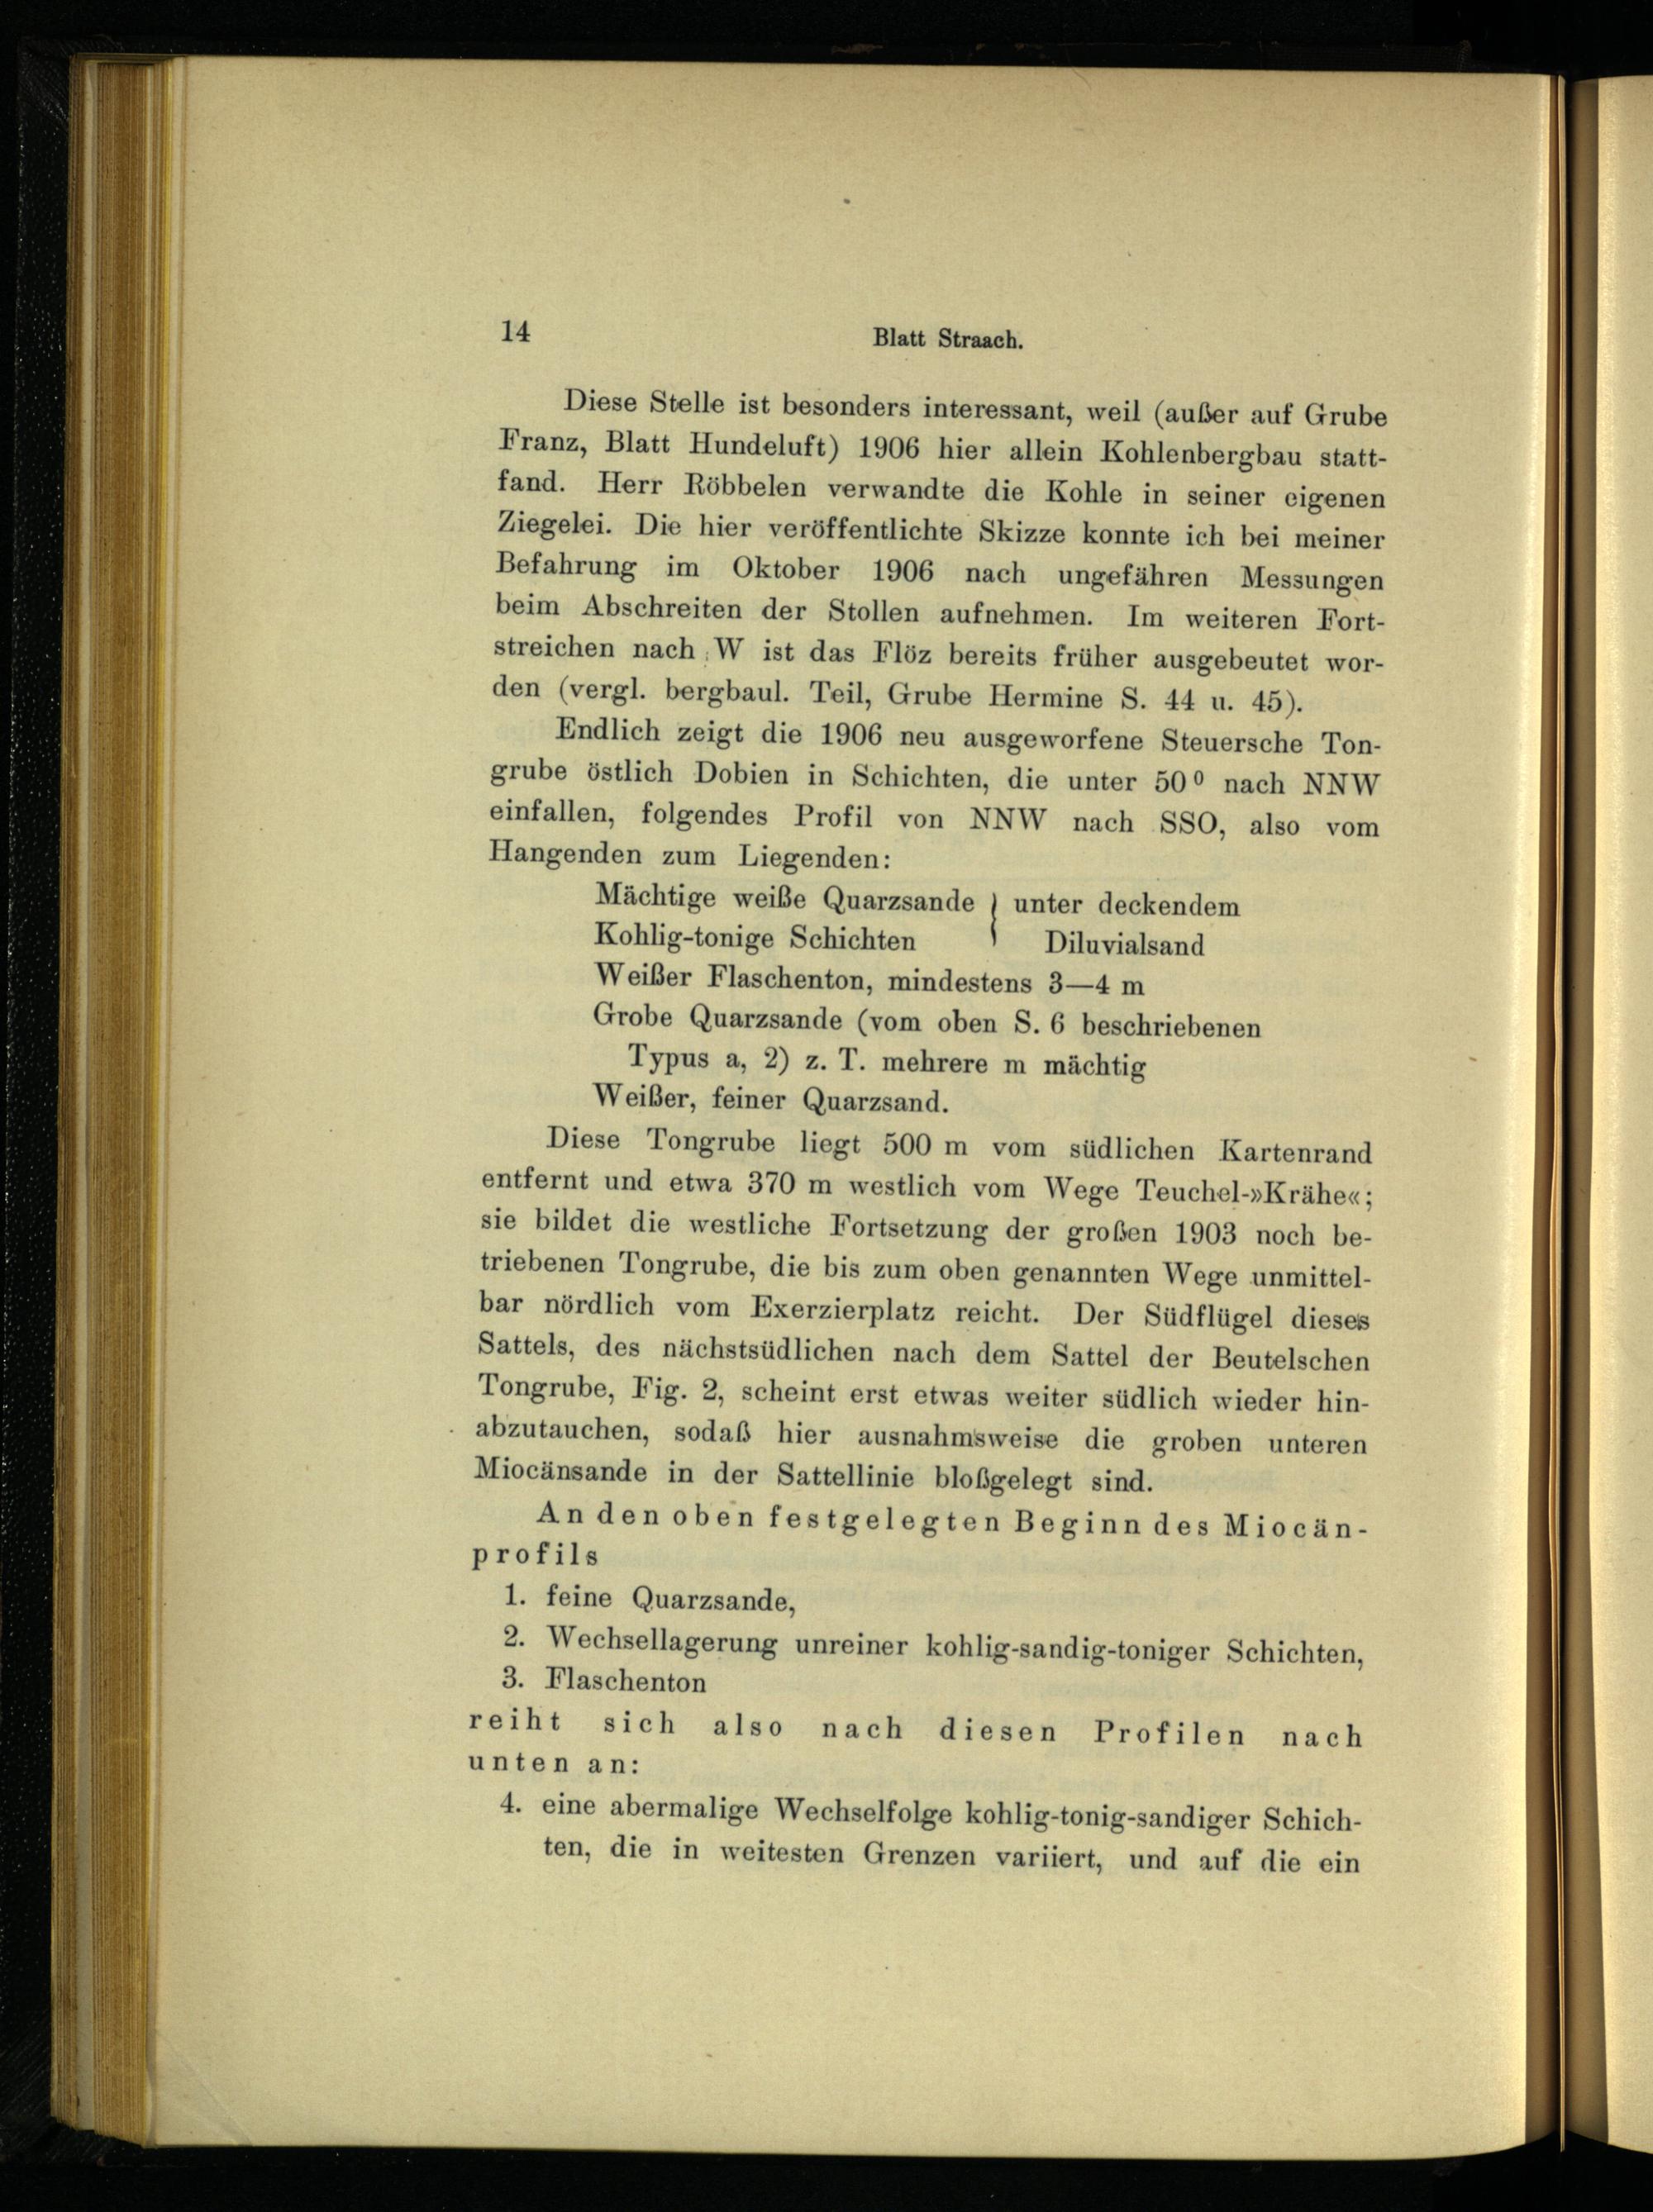 14
Blatt Straach.
Diese Stelle ist besonders interessant, weil (außer auf Grube
Franz, Blatt Hundeluft) 1906 hier allein Kohlenbergbau statt-
fand. Herr Röbbelen verwandte die Kohle in seiner eigenen
Ziegelei. Die hier veröffentlichte Skizze konnte ich bei meiner
Befahrung im Oktober 1906 nach ungefähren Messungen
beim Abschreiten der Stollen aufnehmen. Im weiteren Fort-
streichen nach W ist das Flöz bereits früher ausgebeutet wor-
den (vergl. bergbaul. Teil, Grube Hermine S. 44 u. 45).
Endlich zeigt die 1906 neu ausgeworfene Steuersche Ton-
grube östlich Dobien in Schichten, die unter 50⁰ nach NNW
einfallen, folgendes Profil von NNW nach SSO, also vom
Hangenden zum Liegenden:
Mächtige weiße Quarzsande } unter deckendem
Kohlig-tonige Schichten Diluvialsand
Weißer Flaschenton, mindestens 3—4 m
Grobe Quarzsande (vom oben S. 6 beschriebenen
Typus a, 2) z. T. mehrere m mächtig
Weißer, feiner Quarzsand.
Diese Tongrube liegt 500 m vom südlichen Kartenrand
entfernt und etwa 370 m westlich vom Wege Teuchel-»Krähe«;
sie bildet die westliche Fortsetzung der großen 1903 noch be-
triebenen Tongrube, die bis zum oben genannten Wege unmittel-
bar nördlich vom Exerzierplatz reicht. Der Südflügel dieses
Sattels, des nächstsüdlichen nach dem Sattel der Beutelschen
Tongrube, Fig. 2, scheint erst etwas weiter südlich wieder hin-
abzutauchen, sodaß hier ausnahmsweise die groben unteren
Miocänsande in der Sattellinie bloßgelegt sind.
An den oben festgelegten Beginn des Miocän-
profils
1. feine Quarzsande,
2. Wechsellagerung unreiner kohlig-sandig-toniger Schichten,
3. Flaschenton
reiht sich also nach diesen Profilen nach
unten an:
4. eine abermalige Wechselfolge kohlig-tonig-sandiger Schich-
ten, die in weitesten Grenzen variiert, und auf die ein